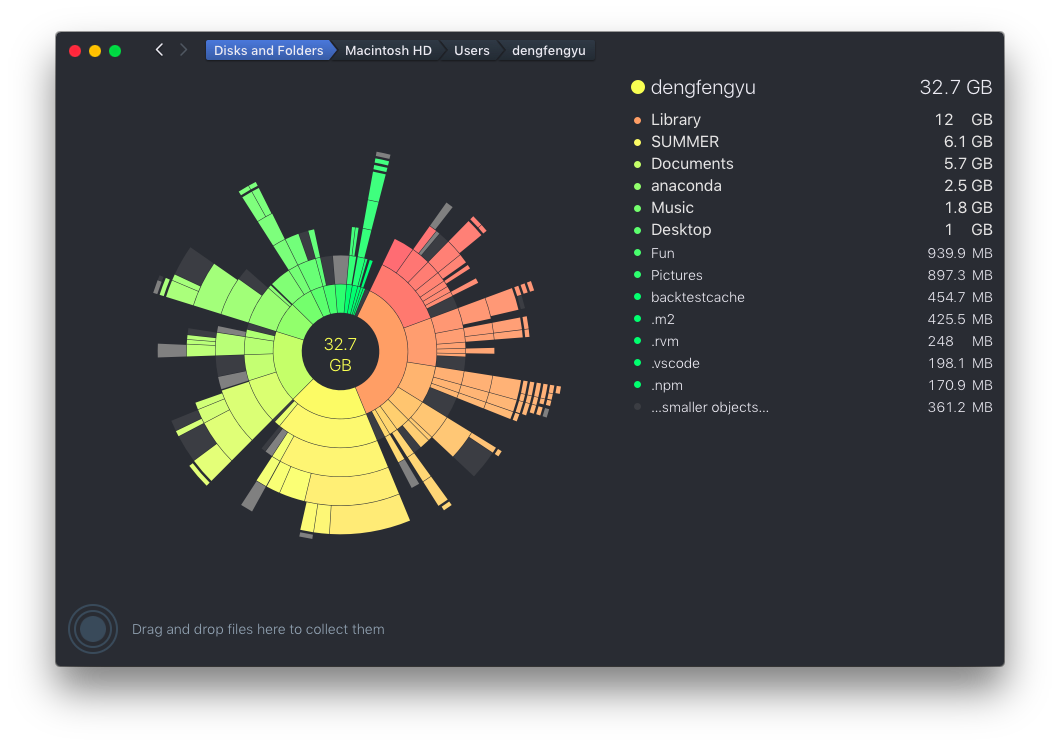 Disks and Folders Macintosh HD Users dengfengyu
dengfengyu 32.7 GB
Library 12 GB
SUMMER 6.1 GB
Documents 5.7 GB
anaconda 2.5 GB
Music 1.8 GB
Desktop 1 GB
Fun 939.9 MB
Pictures 897.3 MB
backtestcache 454.7 MB
.m2 425.5 MB
.rvm 248 MB
.vscode 198.1 MB
.npm 170.9 MB
...smaller objects... 361.2 MB
32.7
GB
Drag and drop files here to collect them